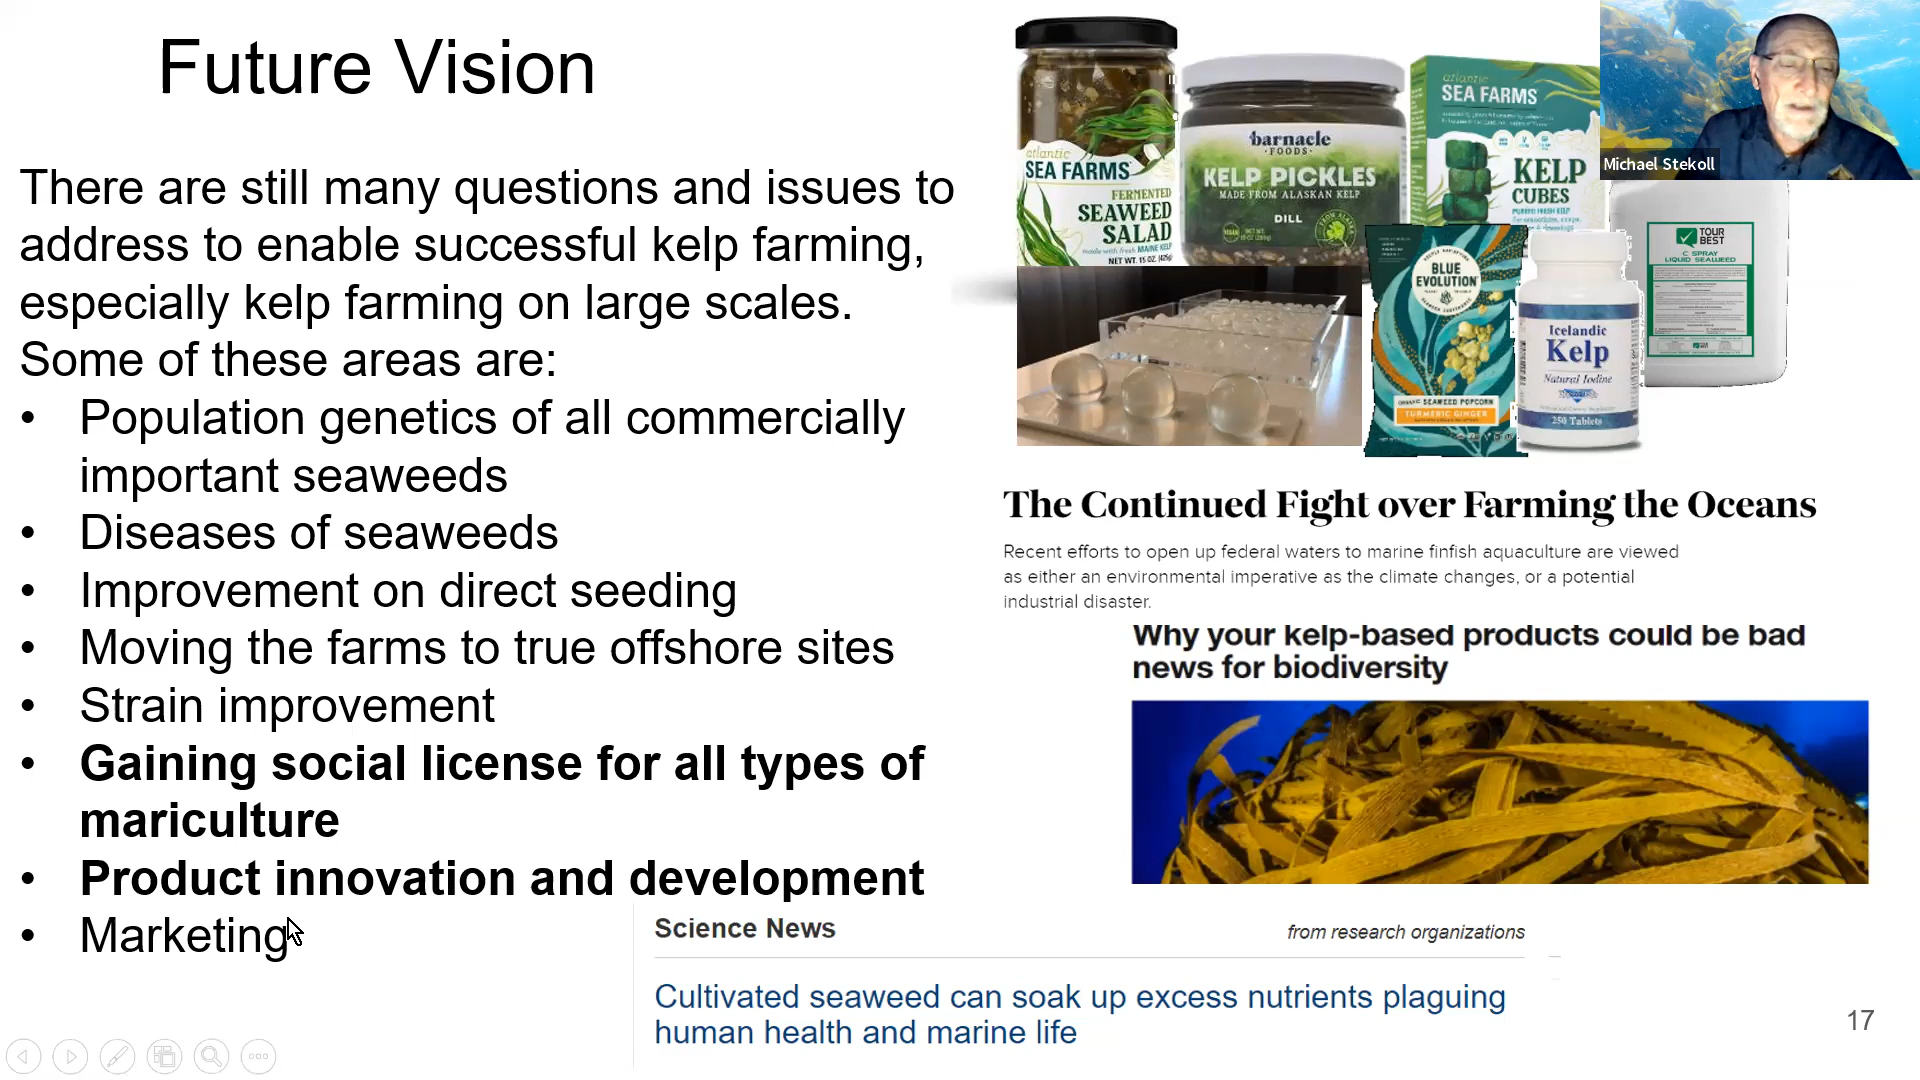 Future Vision
There are still many questions and issues to
address to enable successful kelp farming,
especially kelp farming on large scales.
Some of these areas are:
• Population genetics of all commercially
important seaweeds
• Diseases of seaweeds
• Improvement on direct seeding
• Moving the farms to true offshore sites
• Strain improvement
• Gaining social license for all types of
mariculture
• Product innovation and development
• Marketing
atlantic
SEA FARMS
FERMENTED
SEAWEED
SALAD
made with fresh MAINE KELP
NET WT. 15 OZ. (425g)
barnacle
·FOODS·
KELP PICKLES
MADE FROM ALASKAN KELP
DILL
VEGAN
atlantic
SEA FARMS
KELP
CUBES
Michael Stekoll
TOUR
BEST
C SPRAY
LIQUID SEAWEED
BLUE
EVOLUTION
ORGANIC SEAWEED POPCORN
TURMERIC GINGER
Icelandic
Kelp
Natural Iodine
250 Tablets
The Continued Fight over Farming the Oceans
Recent efforts to open up federal waters to marine finfish aquaculture are viewed
as either an environmental imperative as the climate changes, or a potential
industrial disaster.
Why your kelp-based products could be bad
news for biodiversity
Science News
from research organizations
Cultivated seaweed can soak up excess nutrients plaguing
human health and marine life
17